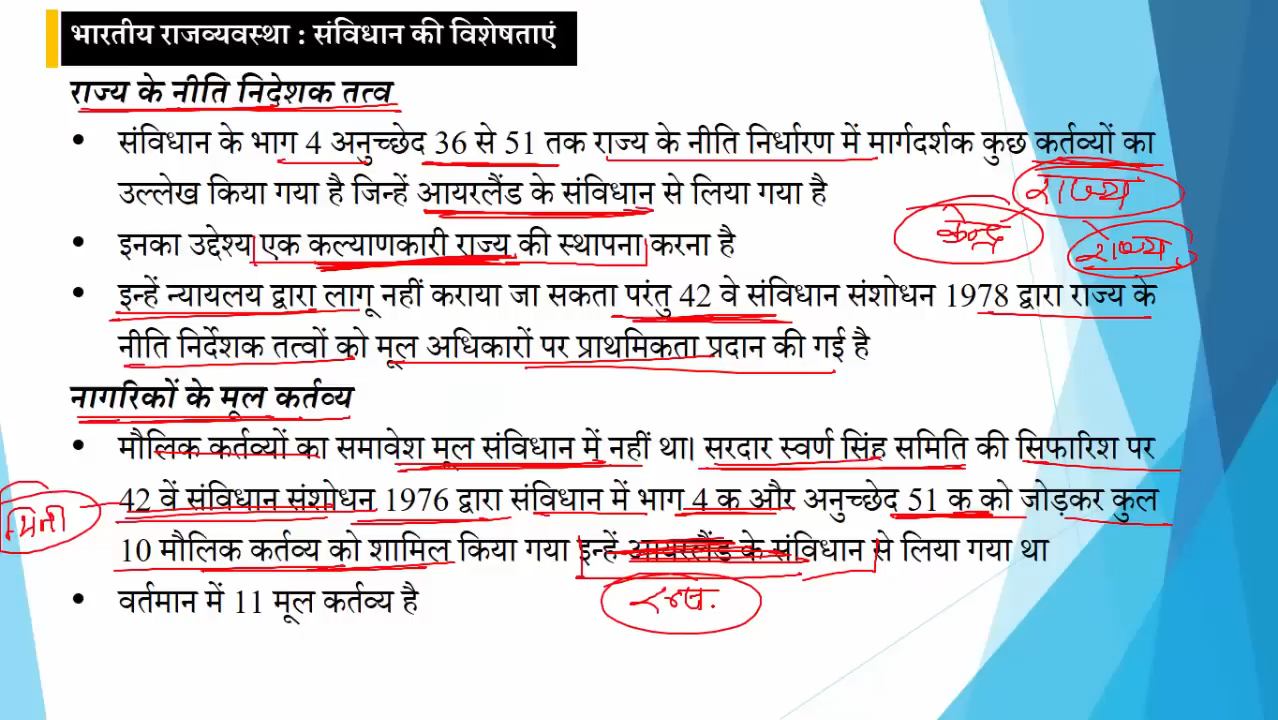 भारतीय राजव्यवस्था : संविधान की विशेषताएं
राज्य के नीति निदेशक तत्व
• संविधान के भाग 4 अनुच्छेद 36 से 51 तक राज्य के नीति निर्धारण में मार्गदर्शक कुछ कर्तव्यों का
उल्लेख किया गया है जिन्हें आयरलैंड के संविधान से लिया गया है
राज्य
केन्द्र
राज्य
• इनका उद्देश्य एक कल्याणकारी राज्य की स्थापना करना है
• इन्हें न्यायलय द्वारा लागू नहीं कराया जा सकता परंतु 42 वे संविधान संशोधन 1978 द्वारा राज्य के
नीति निर्देशक तत्वों को मूल अधिकारों पर प्राथमिकता प्रदान की गई है
नागरिकों के मूल कर्तव्य
• मौलिक कर्तव्यों का समावेश मूल संविधान में नहीं था। सरदार स्वर्ण सिंह समिति की सिफारिश पर
42 वें संविधान संशोधन 1976 द्वारा संविधान में भाग 4 क और अनुच्छेद 51 क को जोड़कर कुल
मिनी
10 मौलिक कर्तव्य को शामिल किया गया इन्हें आयरलैंड के संविधान से लिया गया था
• वर्तमान में 11 मूल कर्तव्य है